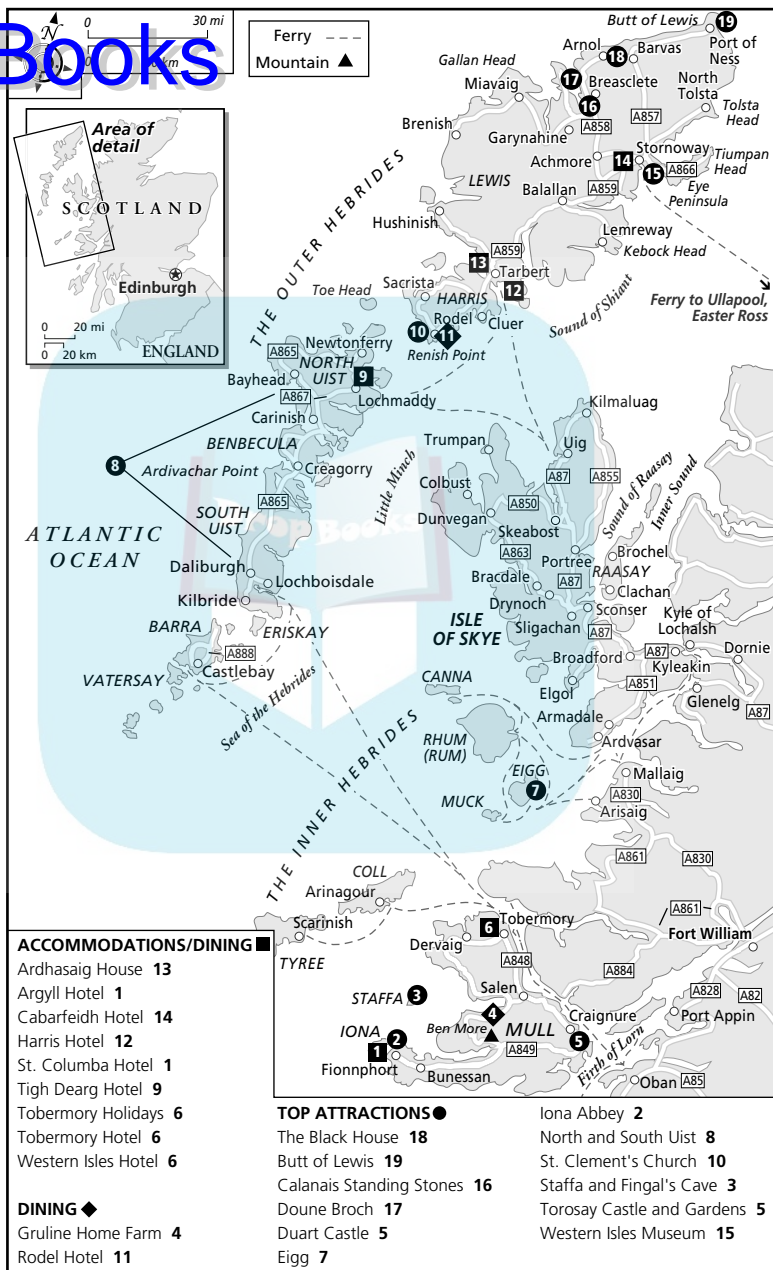 Books
N
0 30 mi
0 30 km
Ferry
Mountain
Area of
detail
SCOTLAND
Edinburgh
0 20 mi
0 20 km
ENGLAND
Butt of Lewis
19
Port of
Ness
Arnol
18
Barvas
Gallan Head
Miavaig
17
Breasclete
16
North
Tolsta
Tolsta
Head
Brenish
Garynahine
A858
A857
Achmore
14
Stornoway
15
A866
Tiumpan
Head
Eye
Peninsula
LEWIS
Balallan
A859
Hushinish
Lemreway
Kebock Head
A859
13
Tarbert
12
THE OUTER HEBRIDES
Toe Head
Sacrista
HARRIS
Rodel
10
11
Cluer
Renish Point
Sound of Shiant
Ferry to Ullapool,
Easter Ross
Newtonferry
A865
NORTH
UIST
Bayhead
9
A867
Lochmaddy
Carinish
BENBECULA
8
Ardivachar Point
Creagorry
A865
SOUTH
UIST
ATLANTIC
OCEAN
Daliburgh
Lochboisdale
Kilbride
BARRA
ERISKAY
A888
Castlebay
VATERSAY
Sea of the Hebrides
Little Minch
Kilmaluag
Trumpan
Uig
Colbust
A87
A855
A850
Dunvegan
Skeabost
A863
Portree
Sound of Raasay
Inner Sound
Brochel
RAASAY
Bracdale
A87
Clachan
Drynoch
Sconser
Sligachan
ISLE
OF SKYE
A87
Kyle of
Lochalsh
Dornie
Broadford
A87
Kyleakin
A851
Glenelg
A87
Elgol
Armadale
Ardvasar
CANNA
RHUM
(RUM)
EIGG
7
MUCK
Mallaig
A830
Arisaig
THE INNER HEBRIDES
A861
A830
A861
Fort William
COLL
Arinagour
Scarinish
TYREE
6
Tobermory
Dervaig
A848
A884
Salen
A828
A82
STAFFA
3
4
Craignure
Port Appin
IONA
2
Ben More
MULL
1
A849
5
Fionnphort
Bunessan
Firth of Lorn
Oban
A85
ACCOMMODATIONS/DINING
Ardhasaig House 13
Argyll Hotel 1
Cabarfeidh Hotel 14
Harris Hotel 12
St. Columba Hotel 1
Tigh Dearg Hotel 9
Tobermory Holidays 6
Tobermory Hotel 6
Western Isles Hotel 6
DINING
Gruline Home Farm 4
Rodel Hotel 11
TOP ATTRACTIONS
The Black House 18
Butt of Lewis 19
Calanais Standing Stones 16
Doune Broch 17
Duart Castle 5
Eigg 7
Iona Abbey 2
North and South Uist 8
St. Clement's Church 10
Staffa and Fingal's Cave 3
Torosay Castle and Gardens 5
Western Isles Museum 15